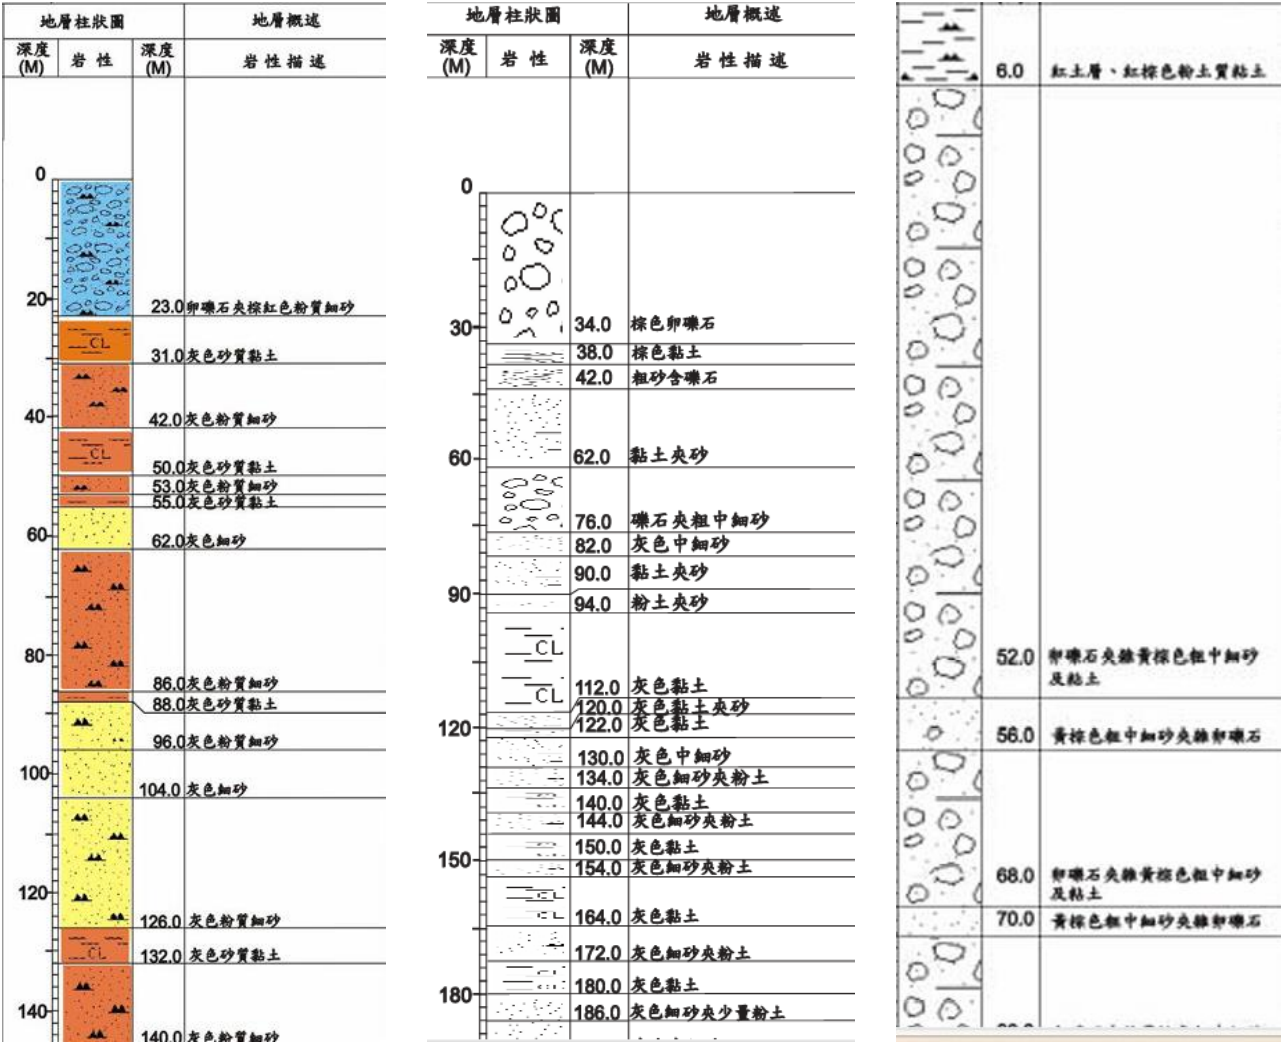 地層柱狀圖 地層概述
深度(M) 岩性 深度(M) 岩性描述
0
23.0 卵礫石夾棕紅色粉質細砂
20
CL
31.0 灰色砂質黏土
40
42.0 灰色粉質細砂
CL
50.0 灰色砂質黏土
53.0 灰色粉質細砂
55.0 灰色砂質黏土
60
62.0 灰色細砂
80
86.0 灰色粉質細砂
88.0 灰色砂質黏土
96.0 灰色粉質細砂
100
104.0 灰色細砂
120
126.0 灰色粉質細砂
CL
132.0 灰色砂質黏土
140
140.0 灰色粉質細砂
地層柱狀圖 地層概述
深度(M) 岩性 深度(M) 岩性描述
0
30
34.0 棕色卵礫石
38.0 棕色黏土
42.0 粗砂含礫石
60
62.0 黏土夾砂
76.0 礫石夾粗中細砂
82.0 灰色中細砂
90.0 黏土夾砂
90
94.0 粉土夾砂
CL
CL
112.0 灰色黏土
120.0 灰色黏土夾砂
122.0 灰色黏土
120
130.0 灰色中細砂
134.0 灰色細砂夾粉土
140.0 灰色黏土
144.0 灰色細砂夾粉土
150.0 灰色黏土
150
154.0 灰色細砂夾粉土
CL
CL
164.0 灰色黏土
172.0 灰色細砂夾粉土
180.0 灰色黏土
180
186.0 灰色細砂夾少量粉土
6.0 紅土層、紅棕色粉土質粘土
52.0 卵礫石夾雜黃棕色粗中細砂
及粘土
56.0 黃棕色粗中細砂夾雜卵礫石
68.0 卵礫石夾雜黃棕色粗中細砂
及粘土
70.0 黃棕色粗中細砂夾雜卵礫石